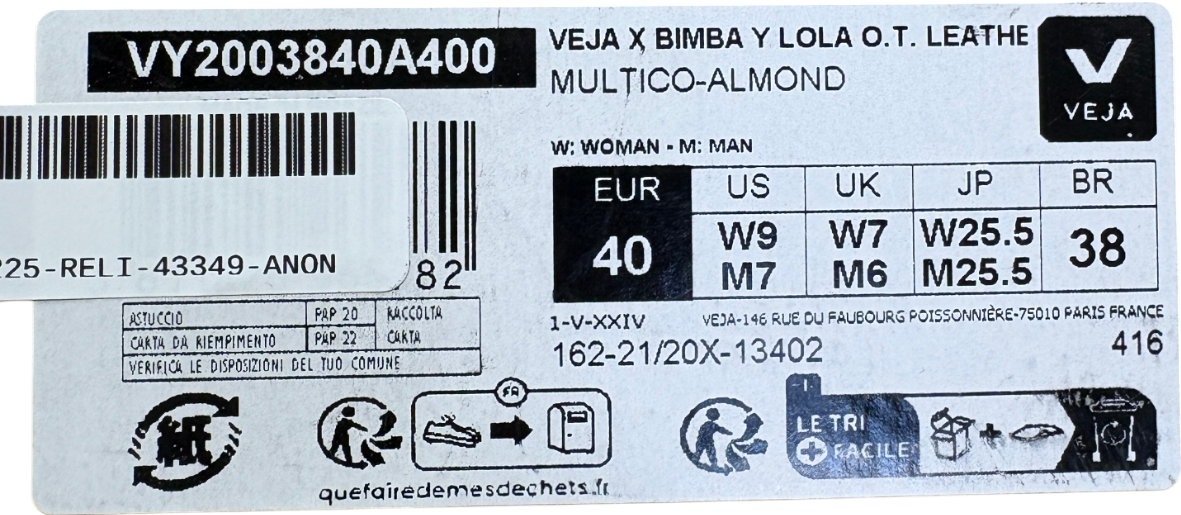 VY2003840A400
VEJA X BIMBA Y LOLA O.T. LEATHE
MULTICO-ALMOND
VEJA
W: WOMAN - M: MAN
EUR US UK JP BR
40 W9 W7 W25.5 38
M7 M6 M25.5
225-RELI-43349-ANON
82
ASTUCCIO PAP 20 RACCOLTA
CARTA DA RIEMPIMENTO PAP 22 CARTA
VERIFICA LE DISPOSIZIONI DEL TUO COMUNE
1-V-XXIV VEJA-146 RUE DU FAUBOURG POISSONNIÈRE-75010 PARIS FRANCE
162-21/20X-13402 416
紙
FR
quefairedemesdechets.fr
LE TRI
+ FACILE
+